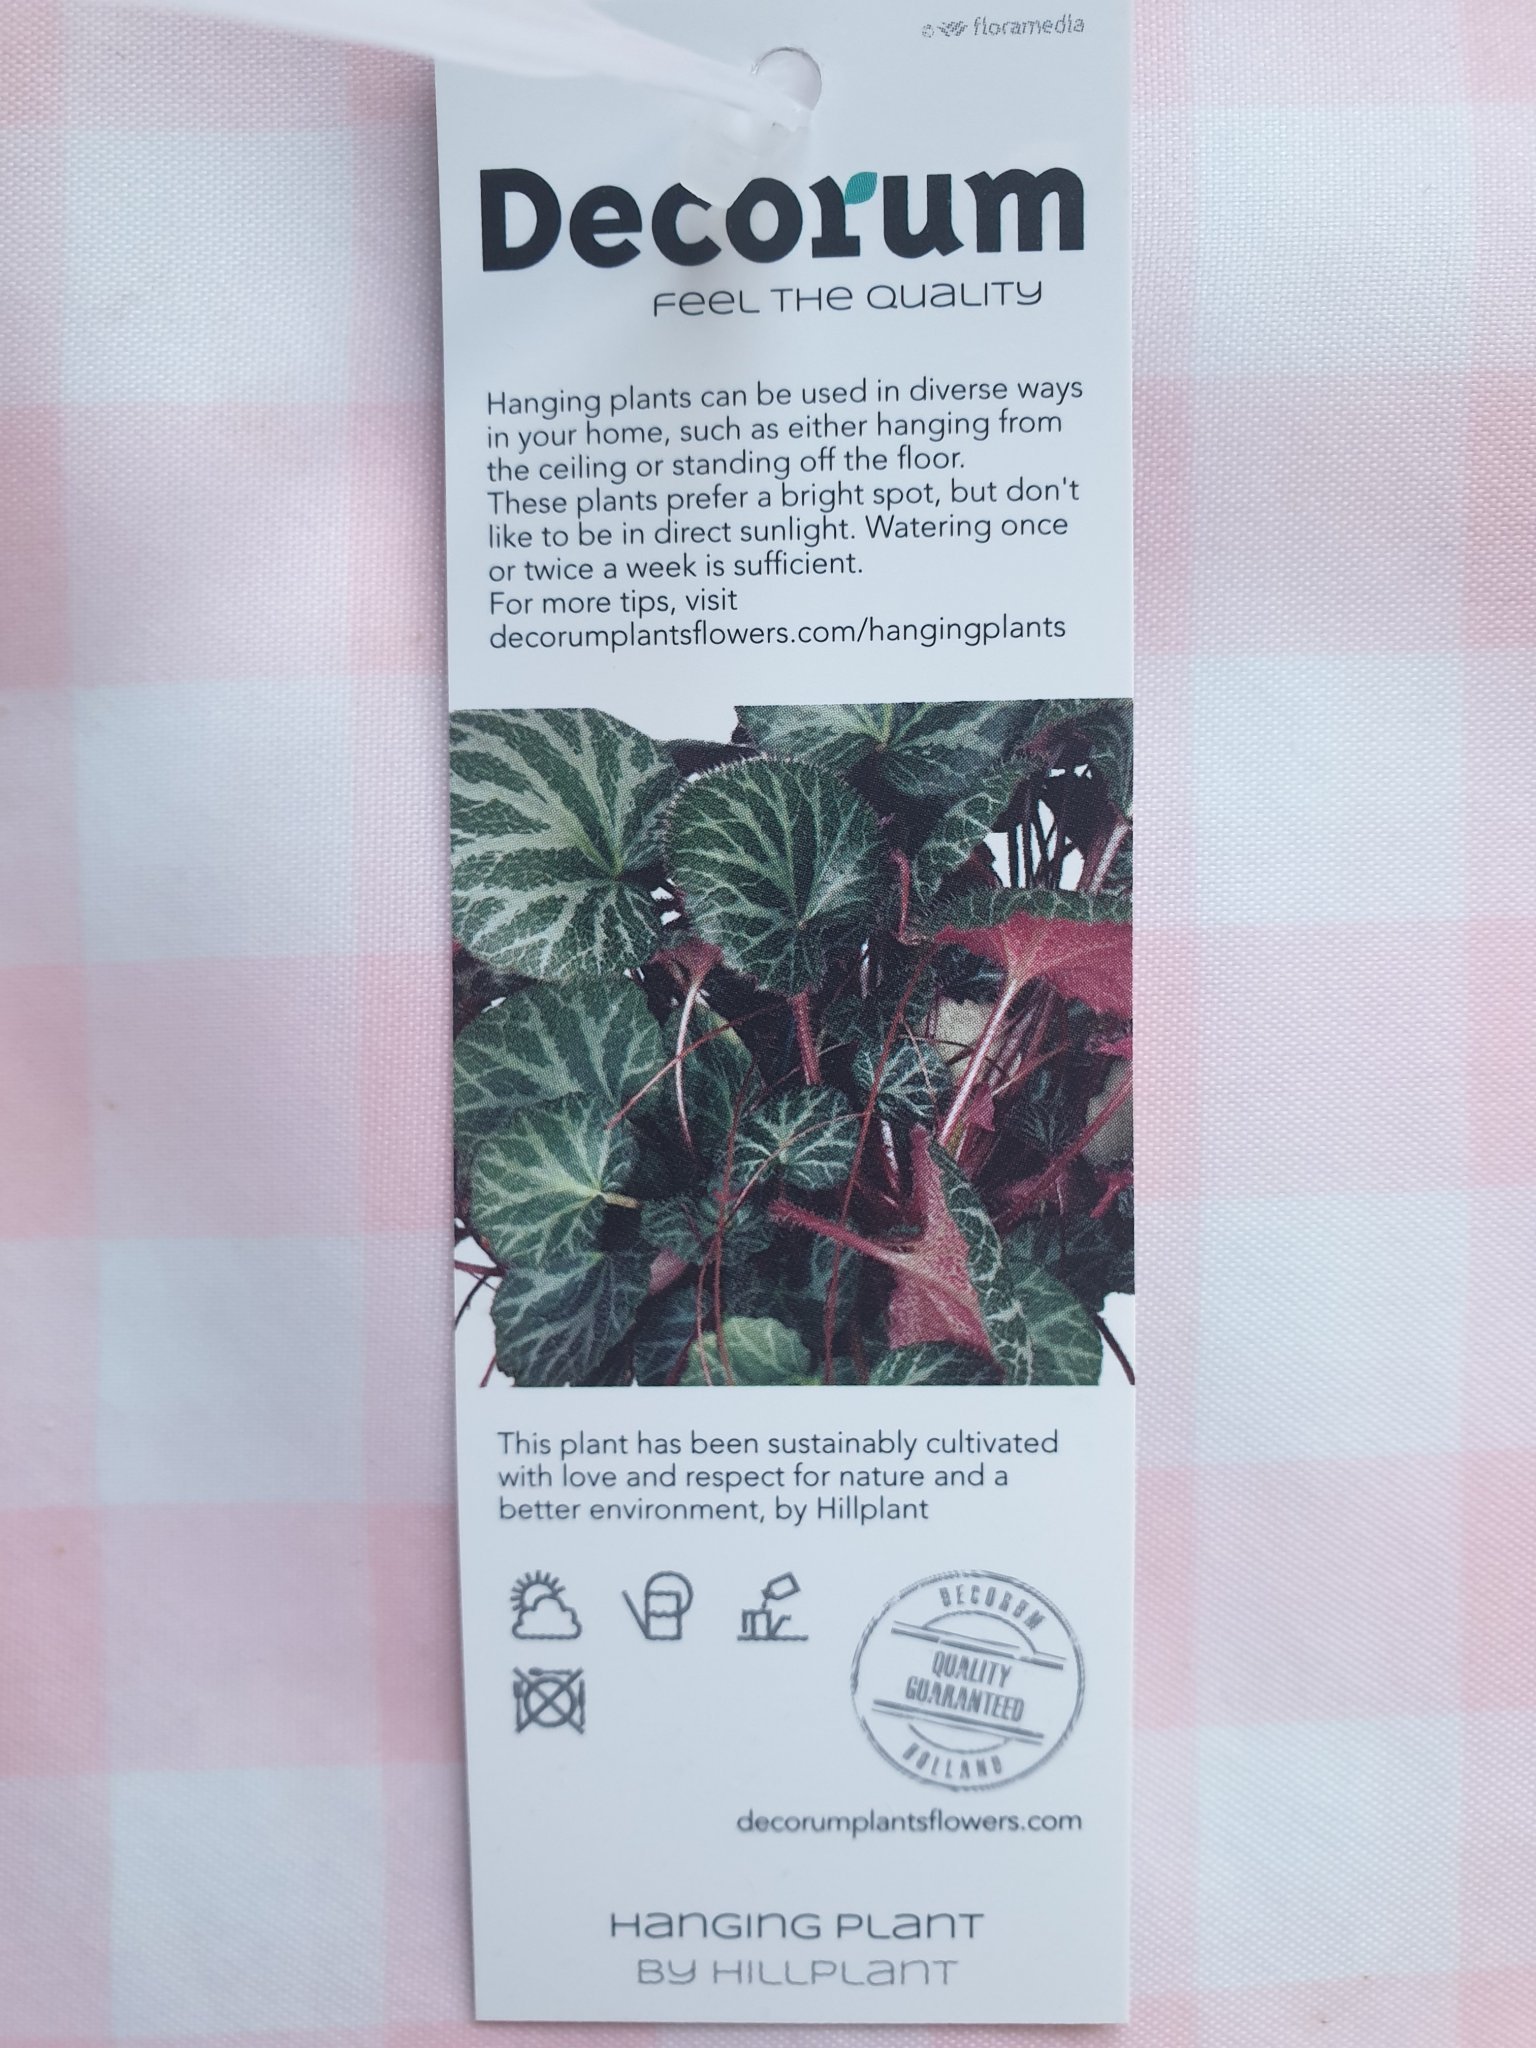 floramedia
Decorum
FEEL THE QUALITY
Hanging plants can be used in diverse ways
in your home, such as either hanging from
the ceiling or standing off the floor.
These plants prefer a bright spot, but don't
like to be in direct sunlight. Watering once
or twice a week is sufficient.
For more tips, visit
decorumplantsflowers.com/hangingplants
This plant has been sustainably cultivated
with love and respect for nature and a
better environment, by Hillplant
DECORUM
QUALITY
GUARANTEED
HOLLAND
decorumplantsflowers.com
HANGING PLANT
BY HILLPLANT